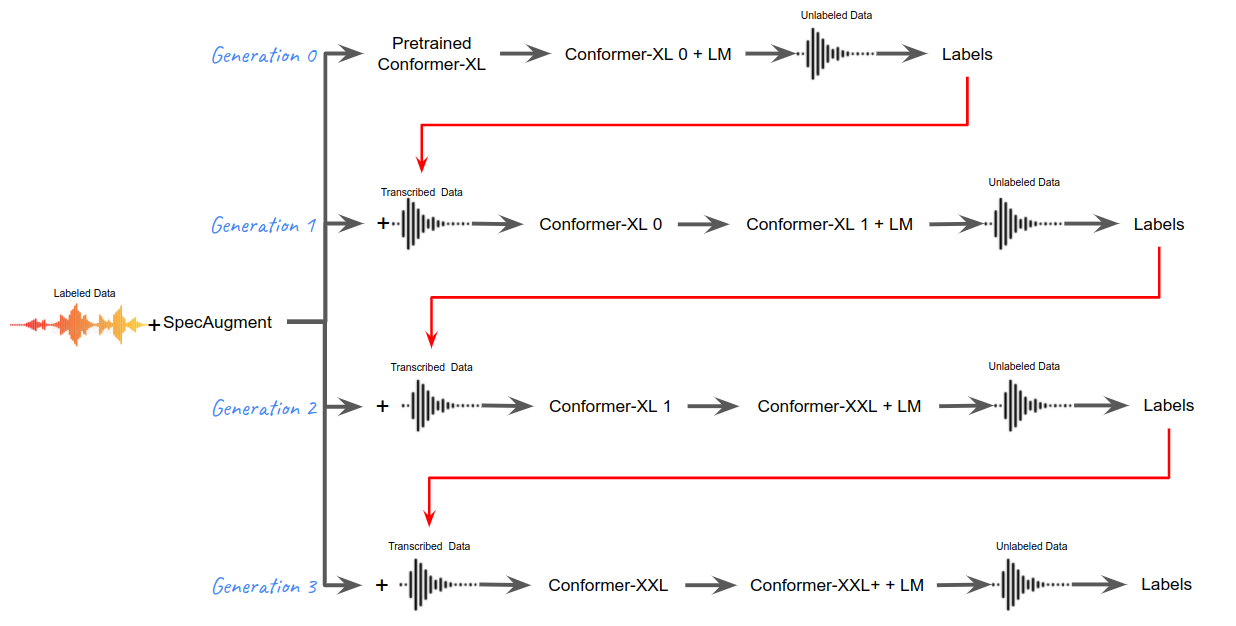 Unlabeled Data
Generation 0
Pretrained
Conformer-XL
Conformer-XL 0 + LM
Labels
Transcribed Data
Unlabeled Data
Generation 1
+
Conformer-XL 0
Conformer-XL 1 + LM
Labels
Labeled Data
+ SpecAugment
Transcribed Data
Unlabeled Data
Generation 2
+
Conformer-XL 1
Conformer-XXL + LM
Labels
Transcribed Data
Unlabeled Data
Generation 3
+
Conformer-XXL
Conformer-XXL+ + LM
Labels